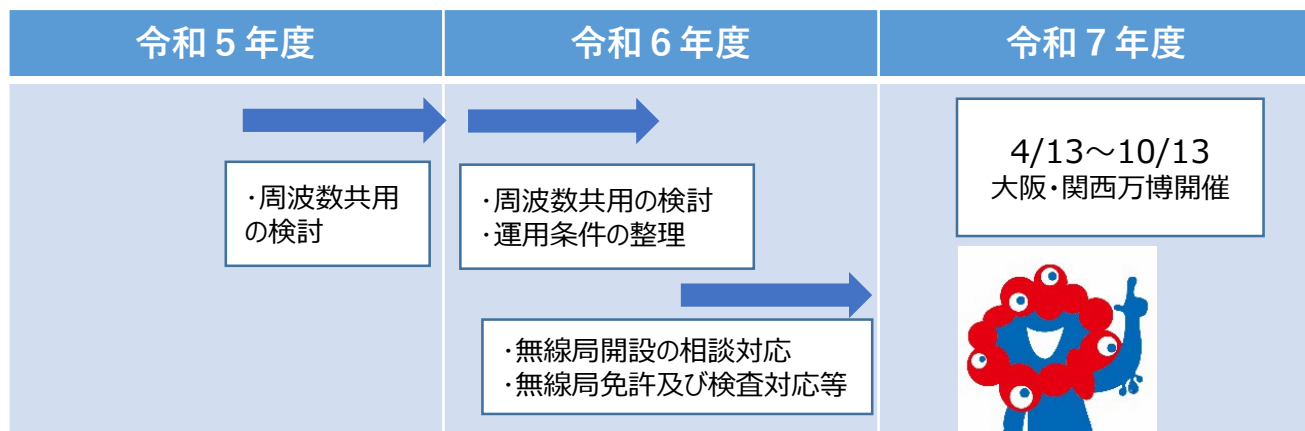 令和５年度
令和６年度
令和７年度
・周波数共用
の検討
・周波数共用の検討
・運用条件の整理
・無線局開設の相談対応
・無線局免許及び検査対応等
4/13～10/13
大阪・関西万博開催